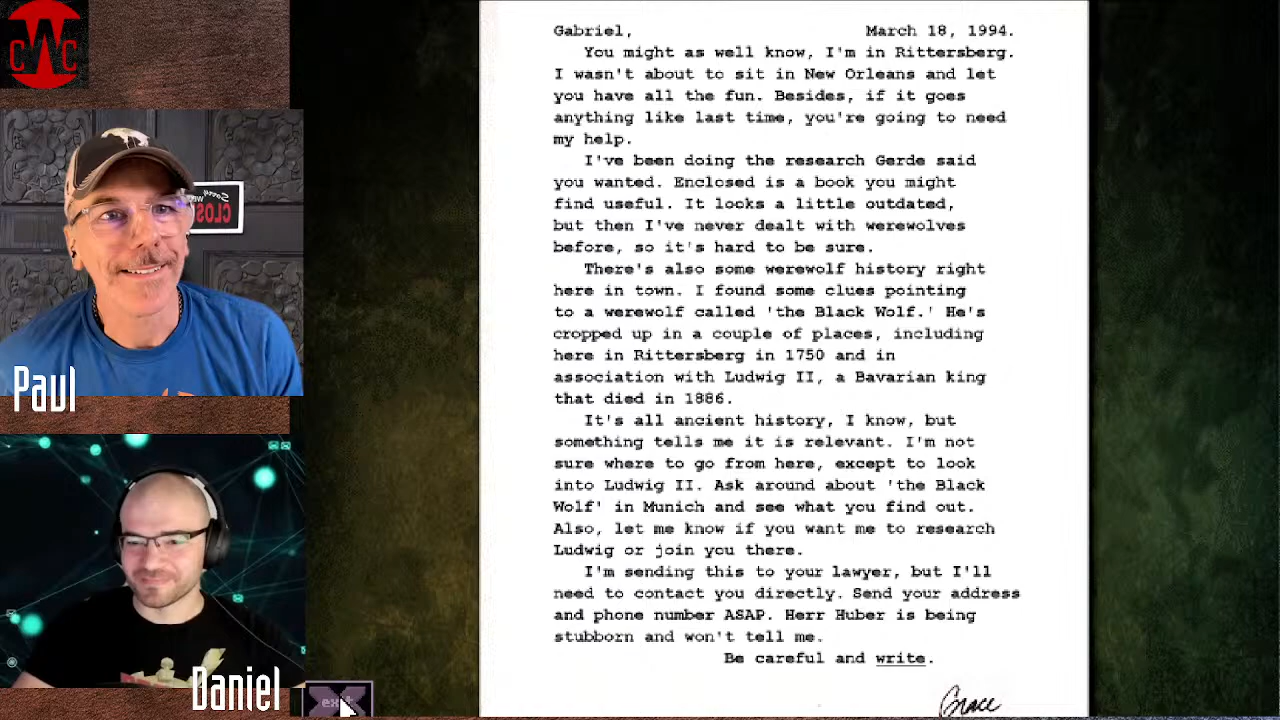 CWC
CLOSED
Paul
Daniel
exit
Gabriel, March 18, 1994.
You might as well know, I'm in Rittersberg.
I wasn't about to sit in New Orleans and let
you have all the fun. Besides, if it goes
anything like last time, you're going to need
my help.
I've been doing the research Gerde said
you wanted. Enclosed is a book you might
find useful. It looks a little outdated,
but then I've never dealt with werewolves
before, so it's hard to be sure.
There's also some werewolf history right
here in town. I found some clues pointing
to a werewolf called 'the Black Wolf.' He's
cropped up in a couple of places, including
here in Rittersberg in 1750 and in
association with Ludwig II, a Bavarian king
that died in 1886.
It's all ancient history, I know, but
something tells me it is relevant. I'm not
sure where to go from here, except to look
into Ludwig II. Ask around about 'the Black
Wolf' in Munich and see what you find out.
Also, let me know if you want me to research
Ludwig or join you there.
I'm sending this to your lawyer, but I'll
need to contact you directly. Send your address
and phone number ASAP. Herr Huber is being
stubborn and won't tell me.
Be careful and write.
Grace